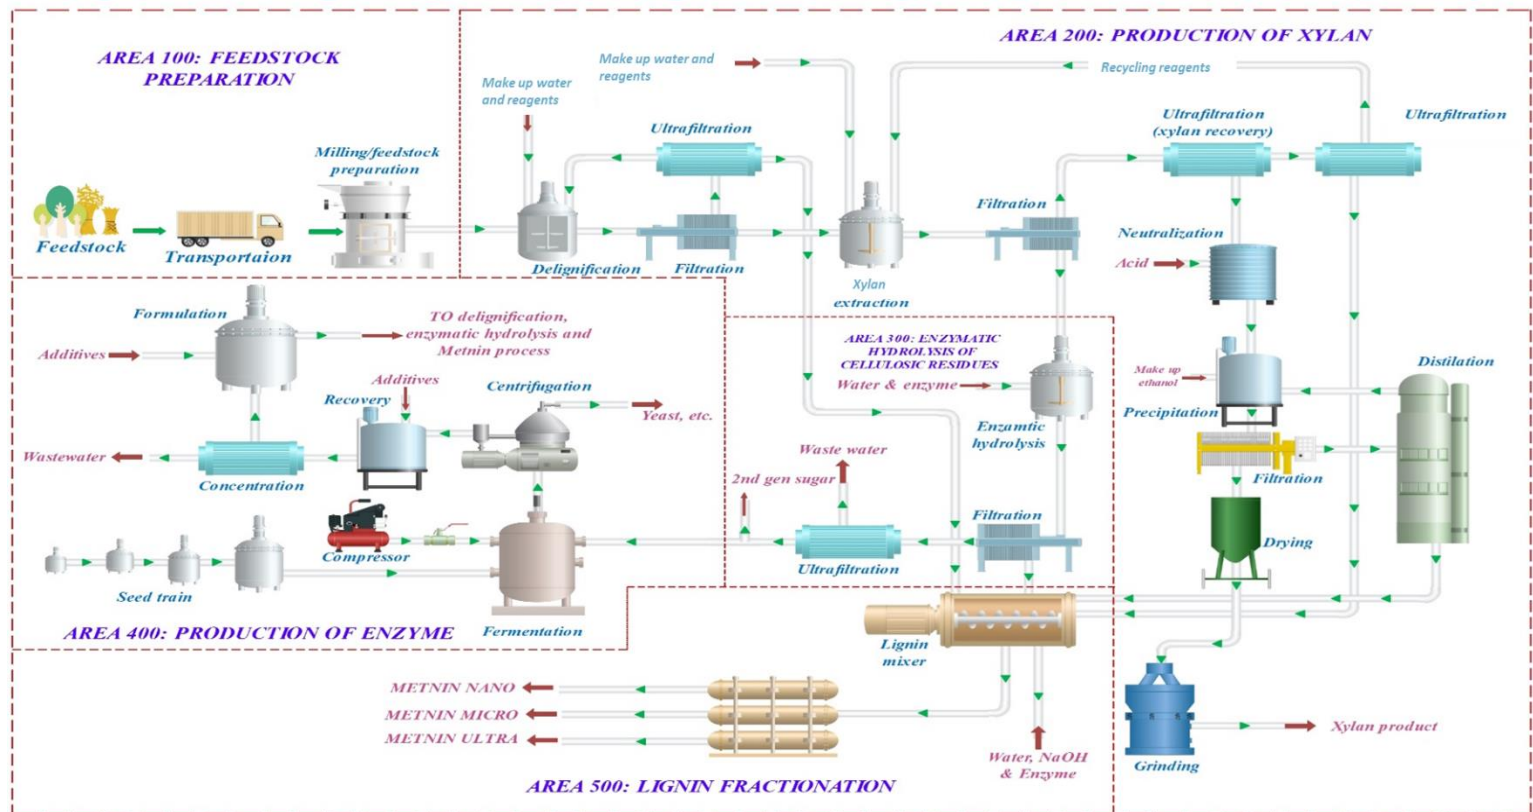 AREA 100: FEEDSTOCK
PREPARATION
Feedstock
Transportaion
Milling/feedstock
preparation
AREA 200: PRODUCTION OF XYLAN
Make up water
and reagents
Make up water and
reagents
Recycling reagents
Ultrafiltration
Delignification
Filtration
Xylan
extraction
Filtration
Ultrafiltration
(xylan recovery)
Ultrafiltration
Neutralization
Acid
Make up
ethanol
Precipitation
Distilation
Filtration
Drying
Grinding
Xylan product
AREA 300: ENZYMATIC
HYDROLYSIS OF
CELLULOSIC RESIDUES
Water & enzyme
Enzamtic
hydrolysis
Waste water
2nd gen sugar
Filtration
Ultrafiltration
Formulation
TO delignification,
enzymatic hydrolysis and
Metnin process
Additives
Additives
Recovery
Centrifugation
Yeast, etc.
Wastewater
Concentration
Compressor
Seed train
Fermentation
AREA 400: PRODUCTION OF ENZYME
Lignin
mixer
METNIN NANO
METNIN MICRO
METNIN ULTRA
Water, NaOH
& Enzyme
AREA 500: LIGNIN FRACTIONATION